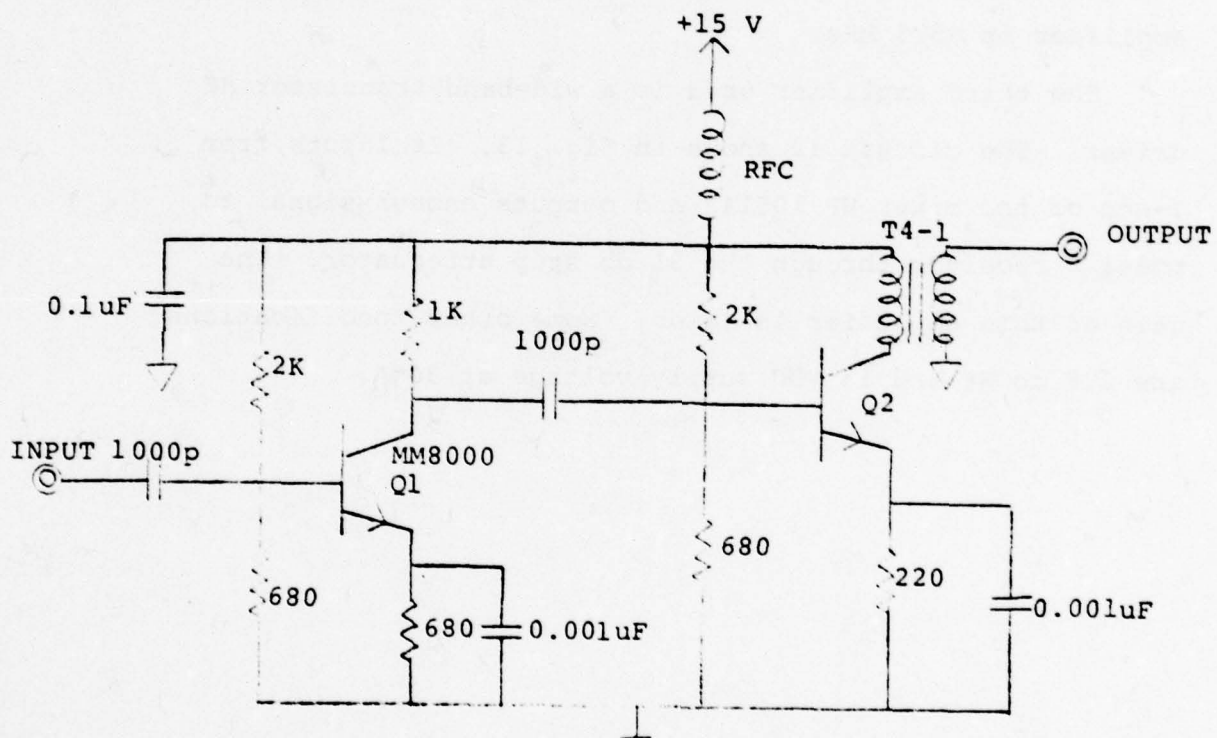 +15 V
RFC
T4-1
OUTPUT
0.1uF
1K
2K
1000p
2K
Q2
INPUT 1000p
MM8000
Q1
680
220
680
680
0.001uF
0.001uF